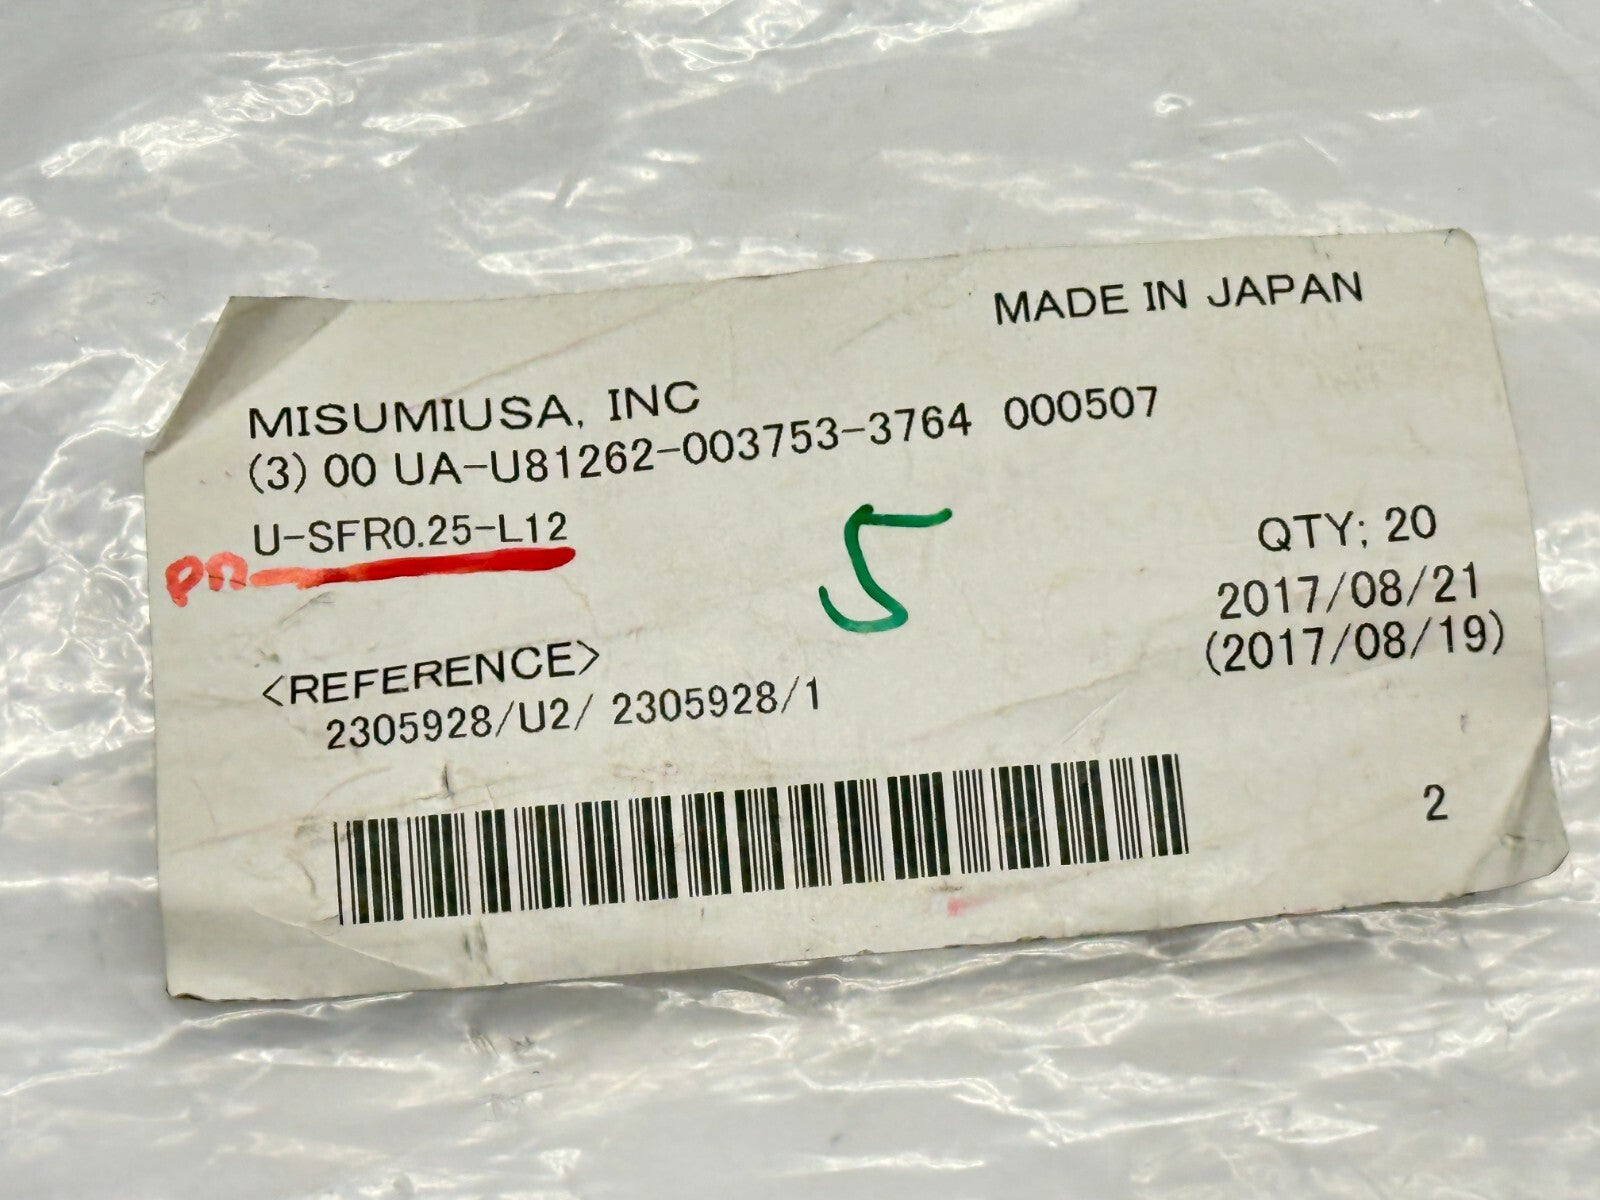 MADE IN JAPAN
MISUMIUSA, INC
(3) 00 UA-U81262-003753-3764 000507
U-SFR0.25-L12
pn
5
QTY; 20
2017/08/21
(2017/08/19)
<REFERENCE>
2305928/U2/ 2305928/1
2